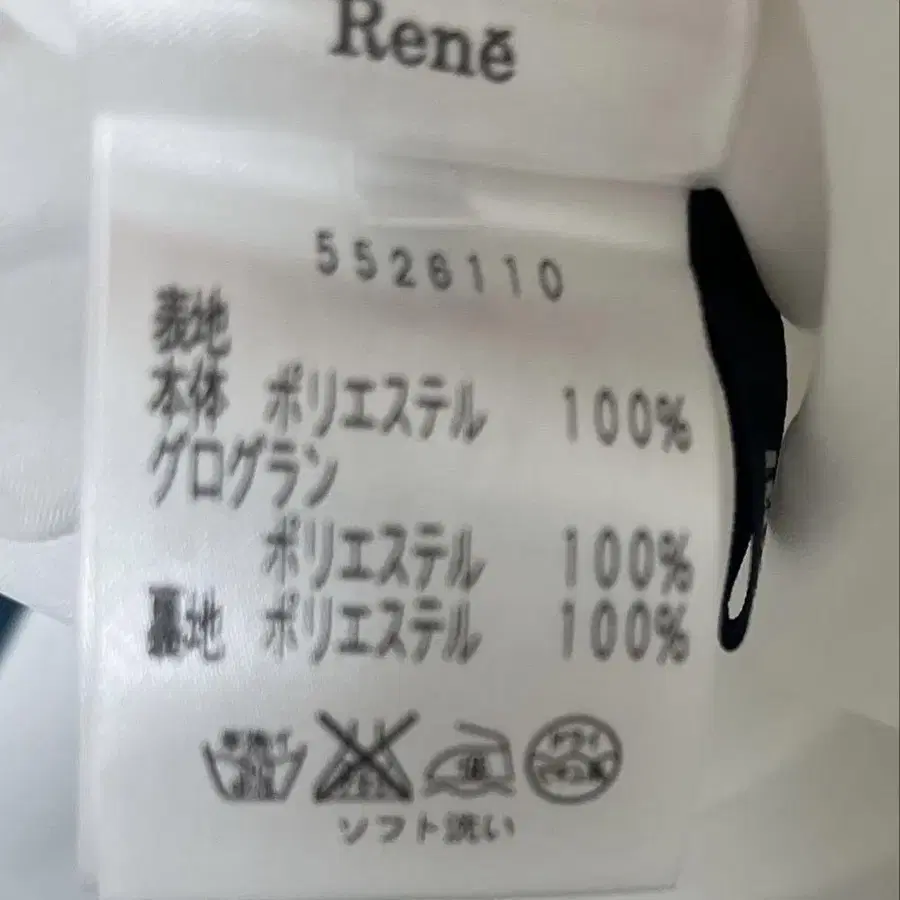 René
5526110
表地
本体 ポリエステル 100%
グログラン
ポリエステル 100%
裏地 ポリエステル 100%
ソフト洗い